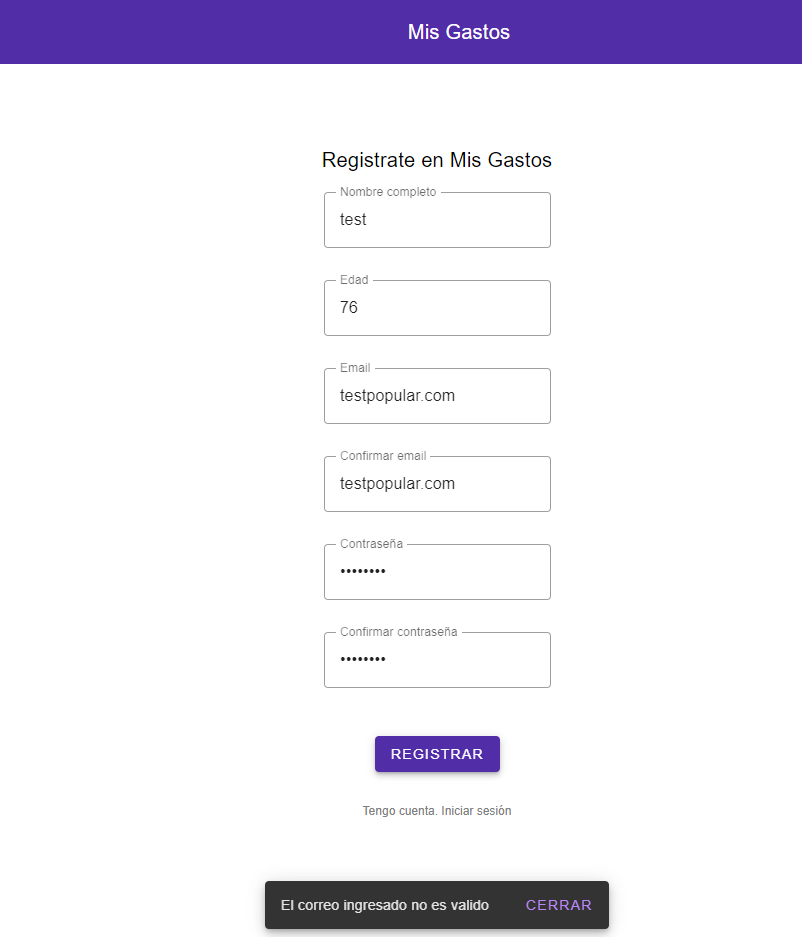 Mis Gastos
Registrate en Mis Gastos
Nombre completo
test
Edad
76
Email
testpopular.com
Confirmar email
testpopular.com
Contraseña
••••••••
Confirmar contraseña
••••••••
REGISTRAR
Tengo cuenta. Iniciar sesión
El correo ingresado no es valido CERRAR